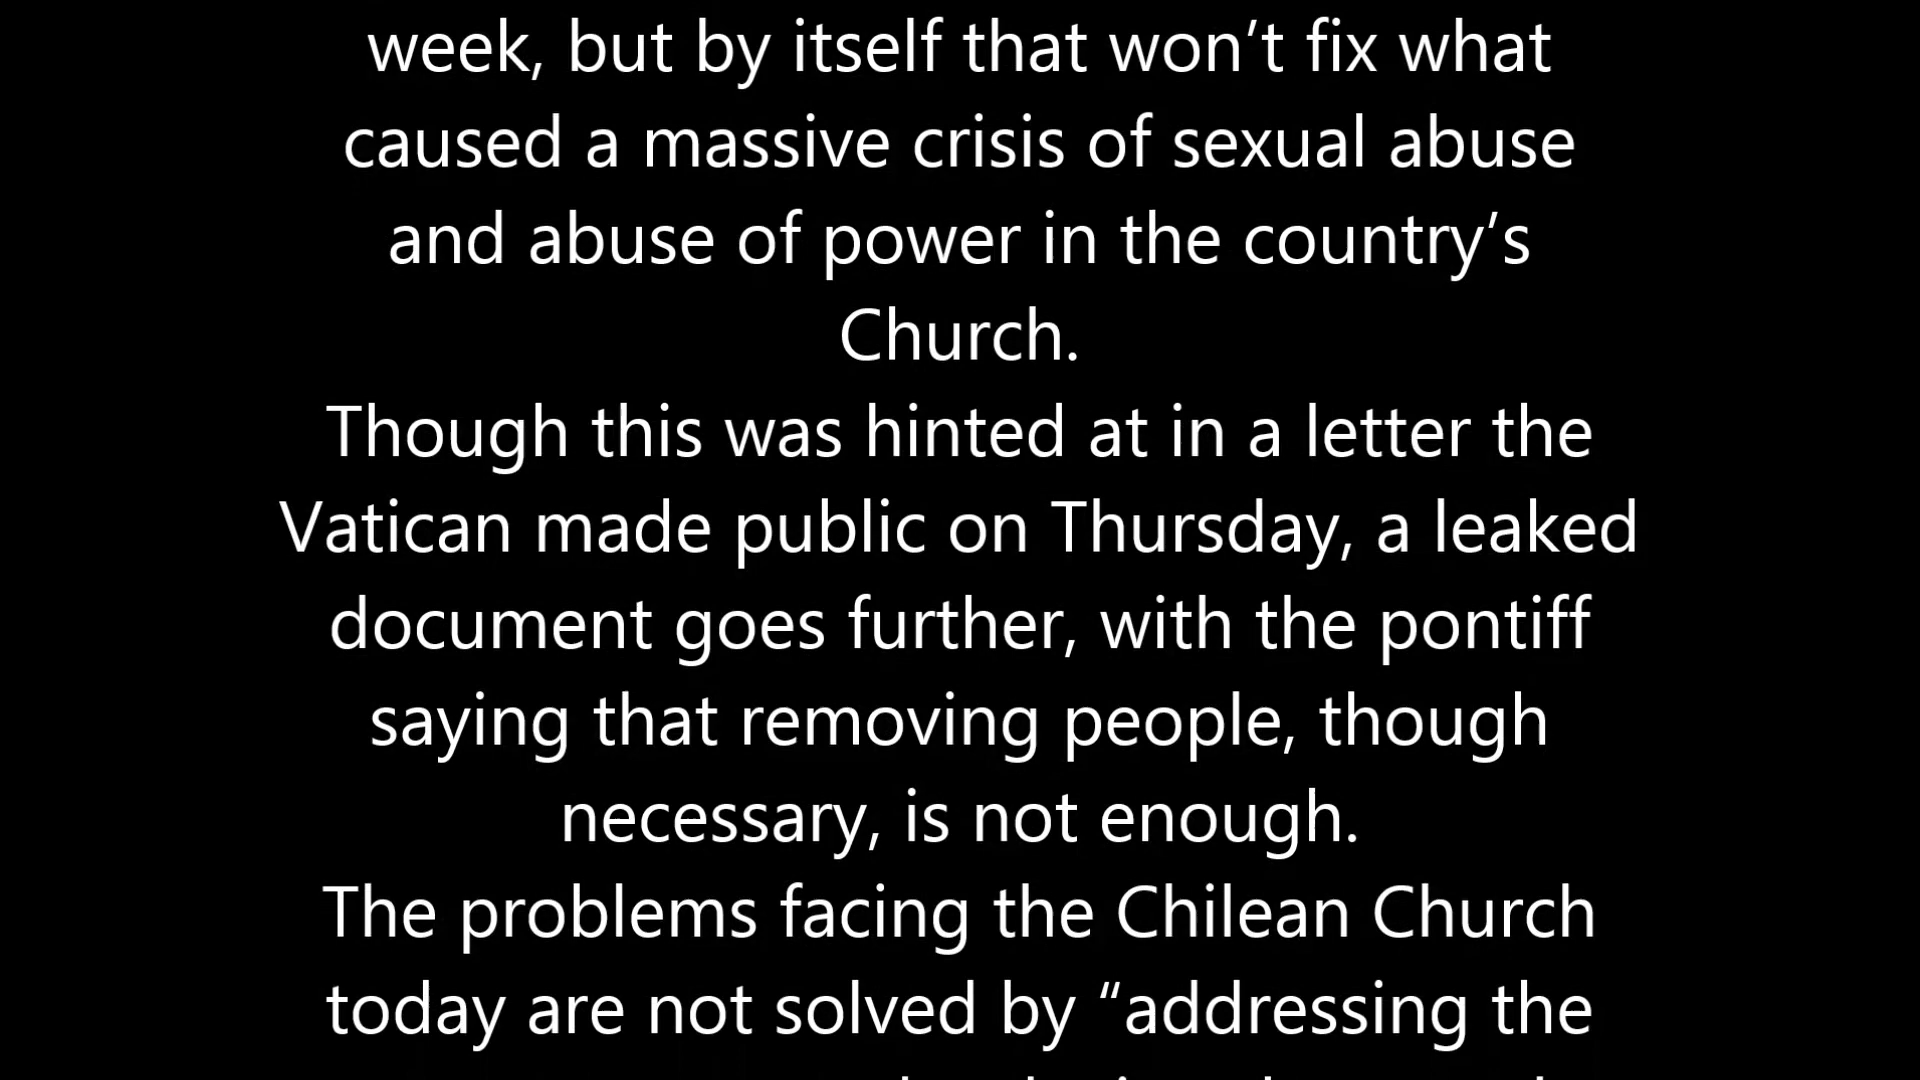 week, but by itself that won’t fix what
caused a massive crisis of sexual abuse
and abuse of power in the country’s
Church.
Though this was hinted at in a letter the
Vatican made public on Thursday, a leaked
document goes further, with the pontiff
saying that removing people, though
necessary, is not enough.
The problems facing the Chilean Church
today are not solved by “addressing the